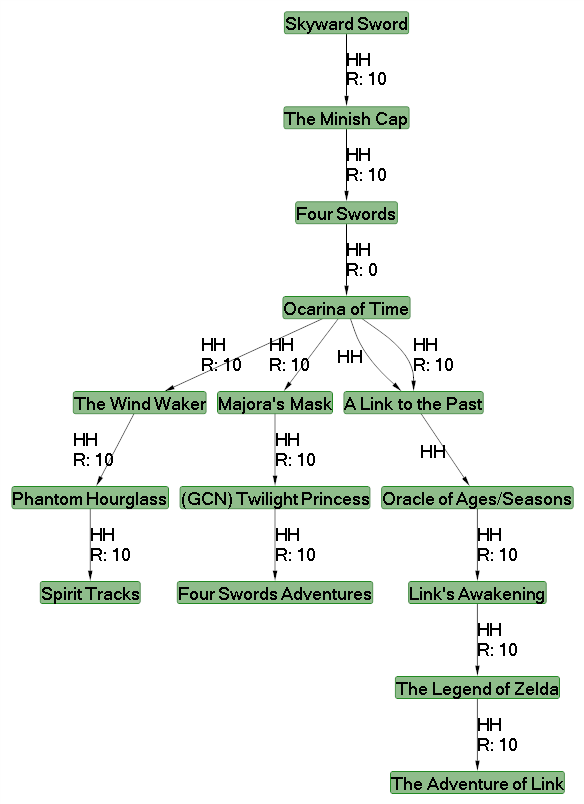 Skyward Sword
HH
R: 10
The Minish Cap
HH
R: 10
Four Swords
HH
R: 0
Ocarina of Time
HH
R: 10
HH
R: 10
HH
HH
R: 10
The Wind Waker
Majora's Mask
A Link to the Past
HH
R: 10
HH
R: 10
HH
Phantom Hourglass
(GCN) Twilight Princess
Oracle of Ages/Seasons
HH
R: 10
HH
R: 10
HH
R: 10
Spirit Tracks
Four Swords Adventures
Link's Awakening
HH
R: 10
The Legend of Zelda
HH
R: 10
The Adventure of Link